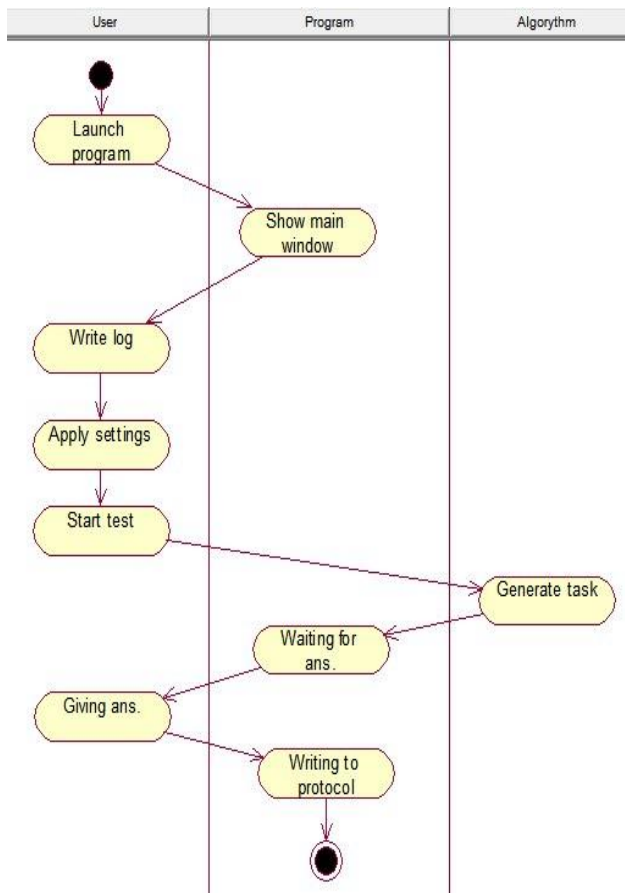 User
Program
Algorythm
Launch
program
Show main
window
Write log
Apply settings
Start test
Generate task
Waiting for
ans.
Giving ans.
Writing to
protocol